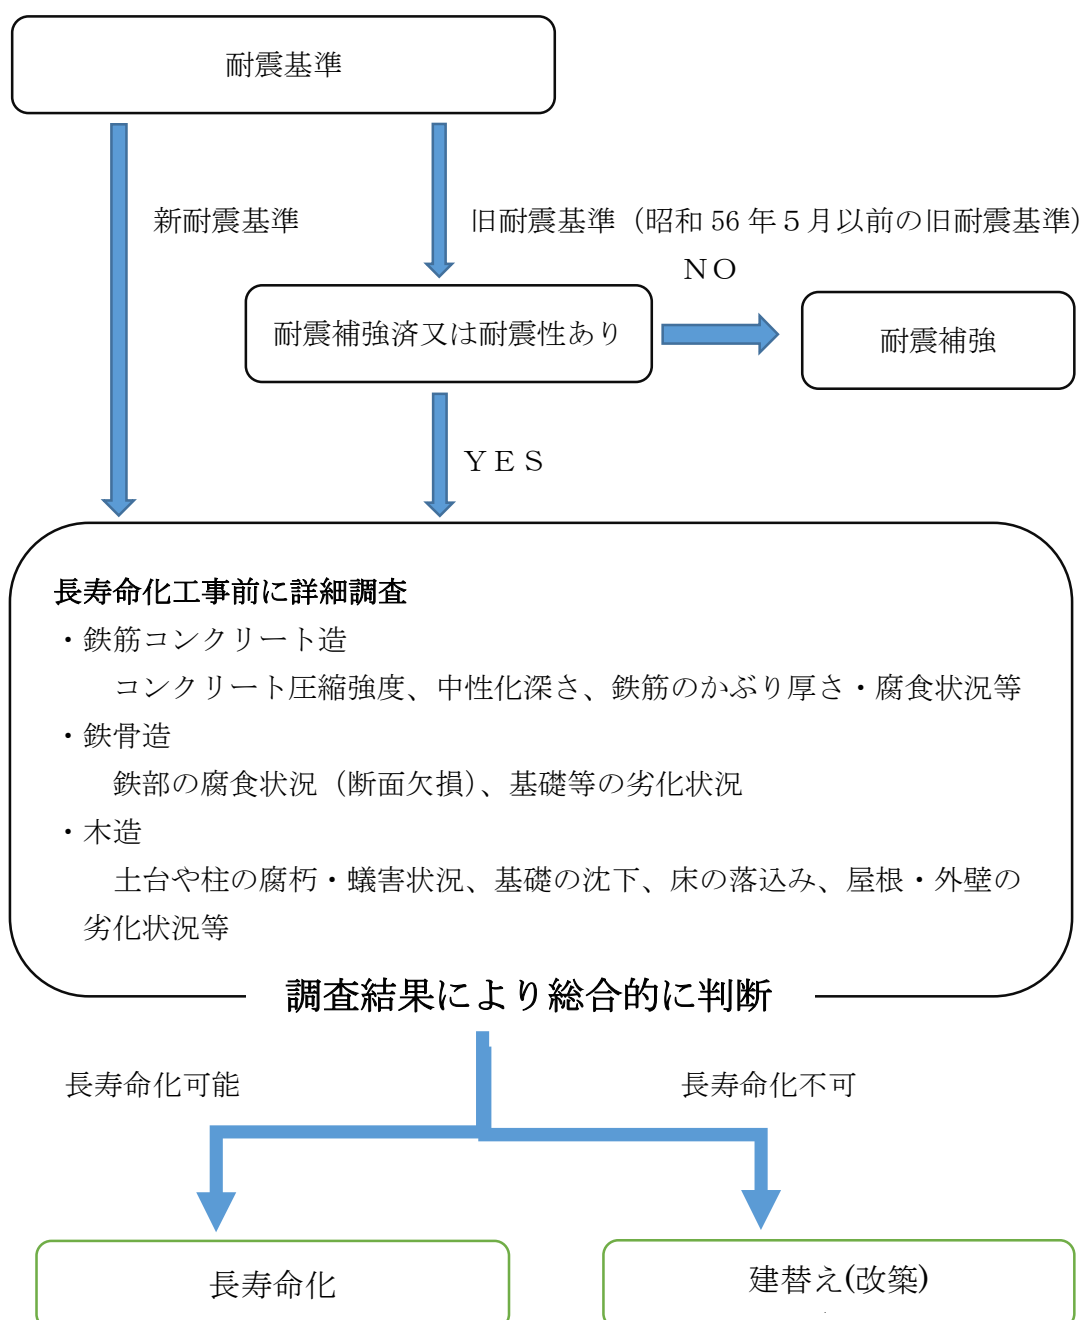 耐震基準
新耐震基準
旧耐震基準（昭和 56 年５月以前の旧耐震基準）
ＮＯ
耐震補強済又は耐震性あり
耐震補強
ＹＥＳ
長寿命化工事前に詳細調査
・鉄筋コンクリート造
コンクリート圧縮強度、中性化深さ、鉄筋のかぶり厚さ・腐食状況等
・鉄骨造
鉄部の腐食状況（断面欠損）、基礎等の劣化状況
・木造
土台や柱の腐朽・蟻害状況、基礎の沈下、床の落込み、屋根・外壁の
劣化状況等
調査結果により総合的に判断
長寿命化可能
長寿命化不可
長寿命化
建替え(改築)